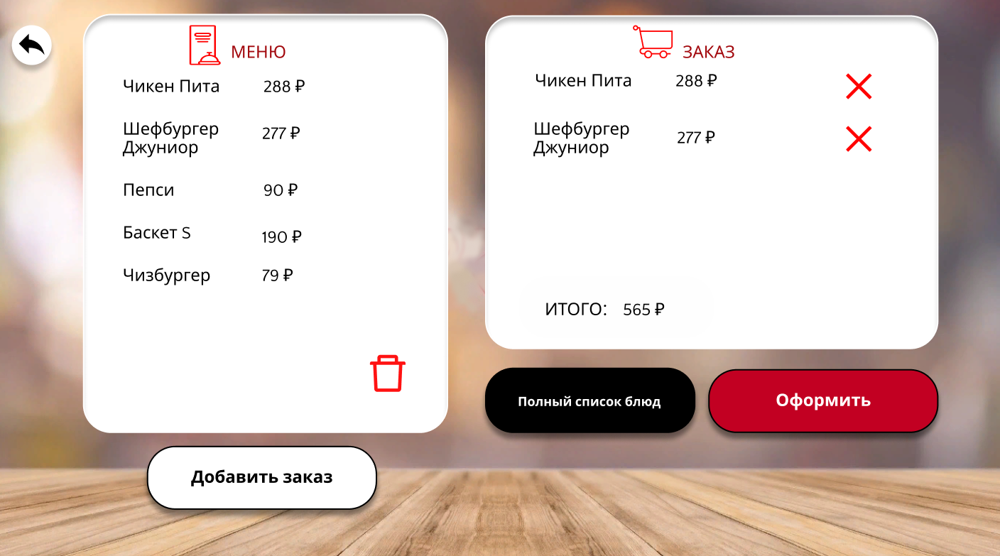 МЕНЮ
Чикен Пита 288 ₽
Шефбургер
Джуниор 277 ₽
Пепси 90 ₽
Баскет S 190 ₽
Чизбургер 79 ₽
Добавить заказ
ЗАКАЗ
Чикен Пита 288 ₽
Шефбургер
Джуниор 277 ₽
ИТОГО: 565 ₽
Полный список блюд
Оформить